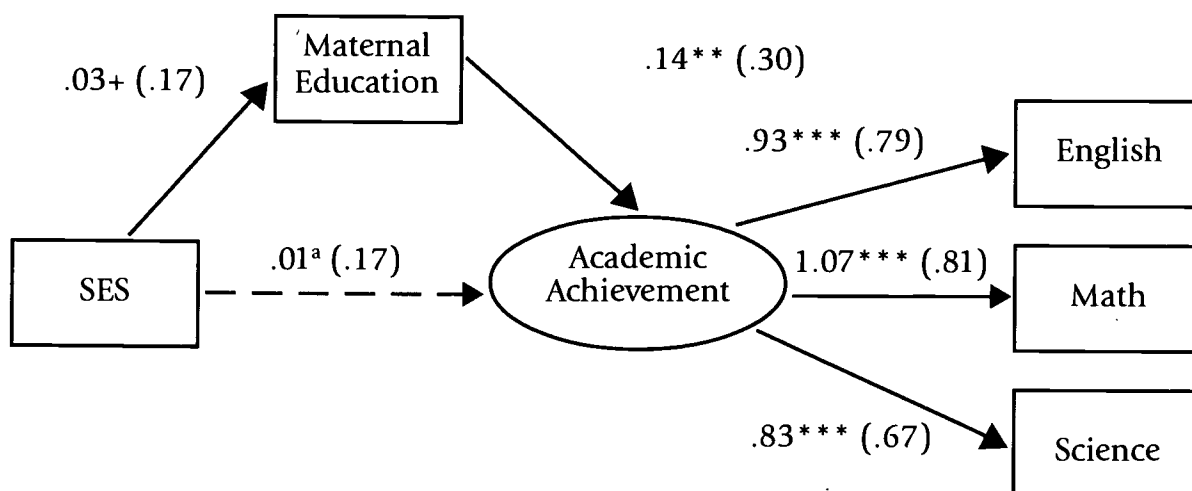 Maternal
Education
.14** (.30)
.03+ (.17)
.93*** (.79)
English
.01ᵃ (.17)
SES
Academic
Achievement
1.07*** (.81)
Math
.83*** (.67)
Science